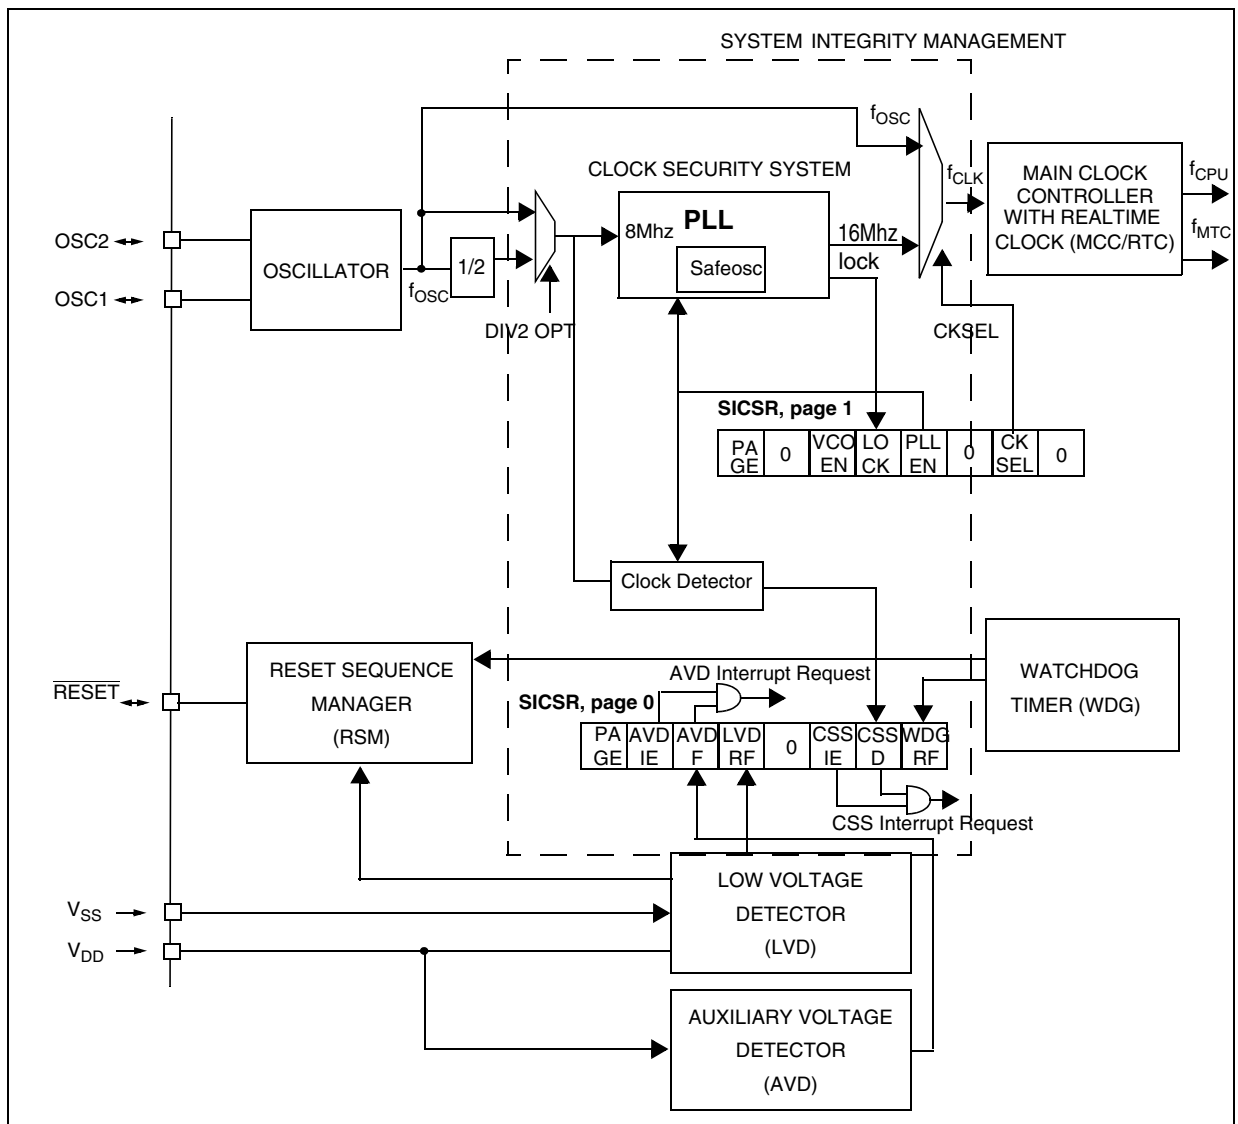 SYSTEM INTEGRITY MANAGEMENT
fOSC
CLOCK SECURITY SYSTEM
fCLK
MAIN CLOCK
CONTROLLER
WITH REALTIME
CLOCK (MCC/RTC)
fCPU
fMTC
OSC2
OSC1
OSCILLATOR
fOSC
1/2
DIV2 OPT
8Mhz
PLL
Safeosc
16Mhz
lock
CKSEL
SICSR, page 1
PA
GE
0
VCO
EN
LO
CK
PLL
EN
0
CK
SEL
0
Clock Detector
RESET
RESET SEQUENCE
MANAGER
(RSM)
WATCHDOG
TIMER (WDG)
AVD Interrupt Request
SICSR, page 0
PA
GE
AVD
IE
AVD
F
LVD
RF
0
CSS
IE
CSS
D
WDG
RF
CSS Interrupt Request
VSS
VDD
LOW VOLTAGE
DETECTOR
(LVD)
AUXILIARY VOLTAGE
DETECTOR
(AVD)